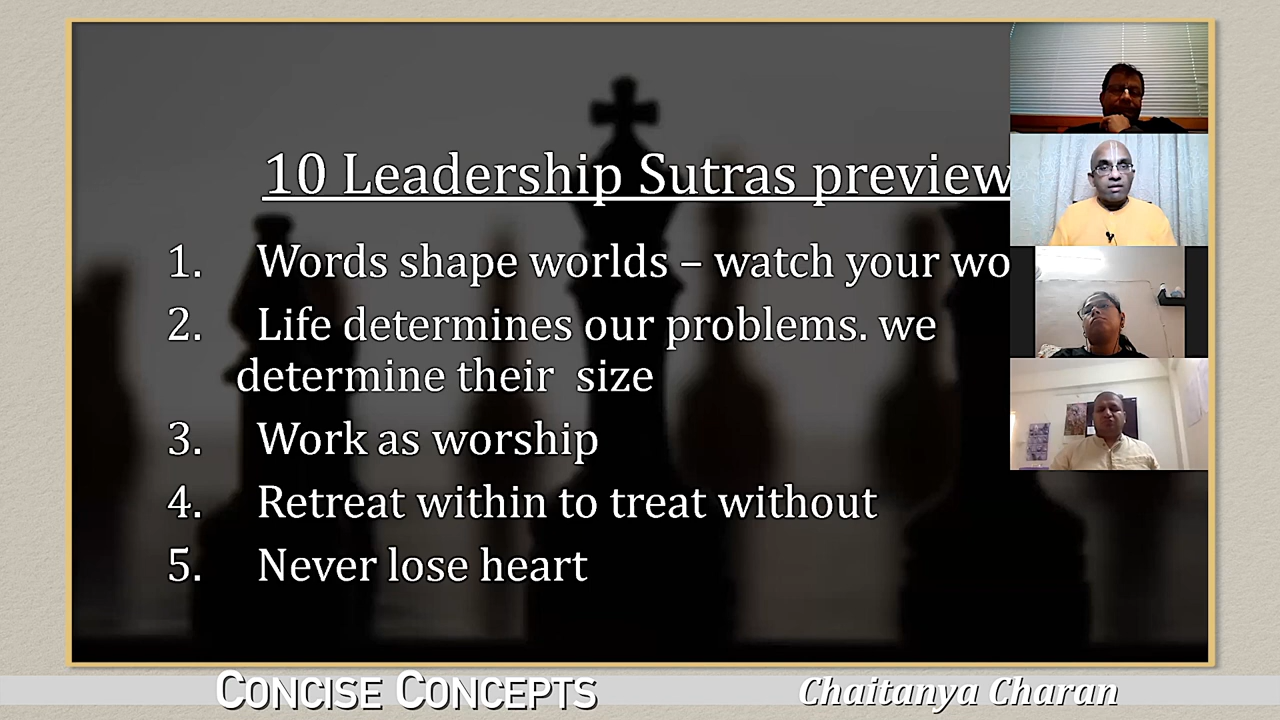 10 Leadership Sutras preview
1. Words shape worlds – watch your wo
2. Life determines our problems. we
determine their size
3. Work as worship
4. Retreat within to treat without
5. Never lose heart
CONCISE CONCEPTS
Chaitanya Charan